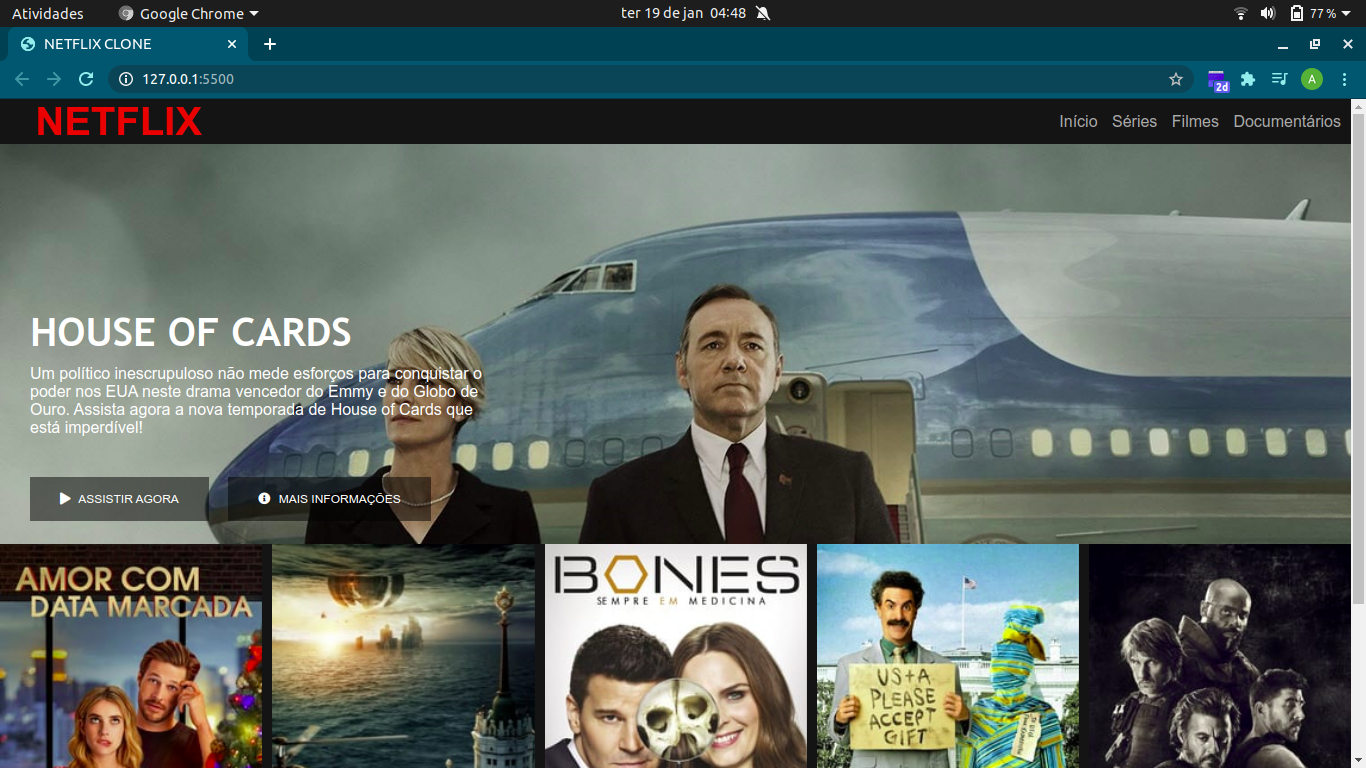 Atividades
Google Chrome
ter 19 de jan 04:48
77 %
NETFLIX CLONE
127.0.0.1:5500
2d
A
NETFLIX
Início Séries Filmes Documentários
HOUSE OF CARDS
Um político inescrupuloso não mede esforços para conquistar o
poder nos EUA neste drama vencedor do Emmy e do Globo de
Ouro. Assista agora a nova temporada de House of Cards que
está imperdível!
ASSISTIR AGORA
MAIS INFORMAÇÕES
AMOR COM
DATA MARCADA
BONES
SEMPRE EM MEDICINA
US+A
PLEASE
ACCEPT
GIFT